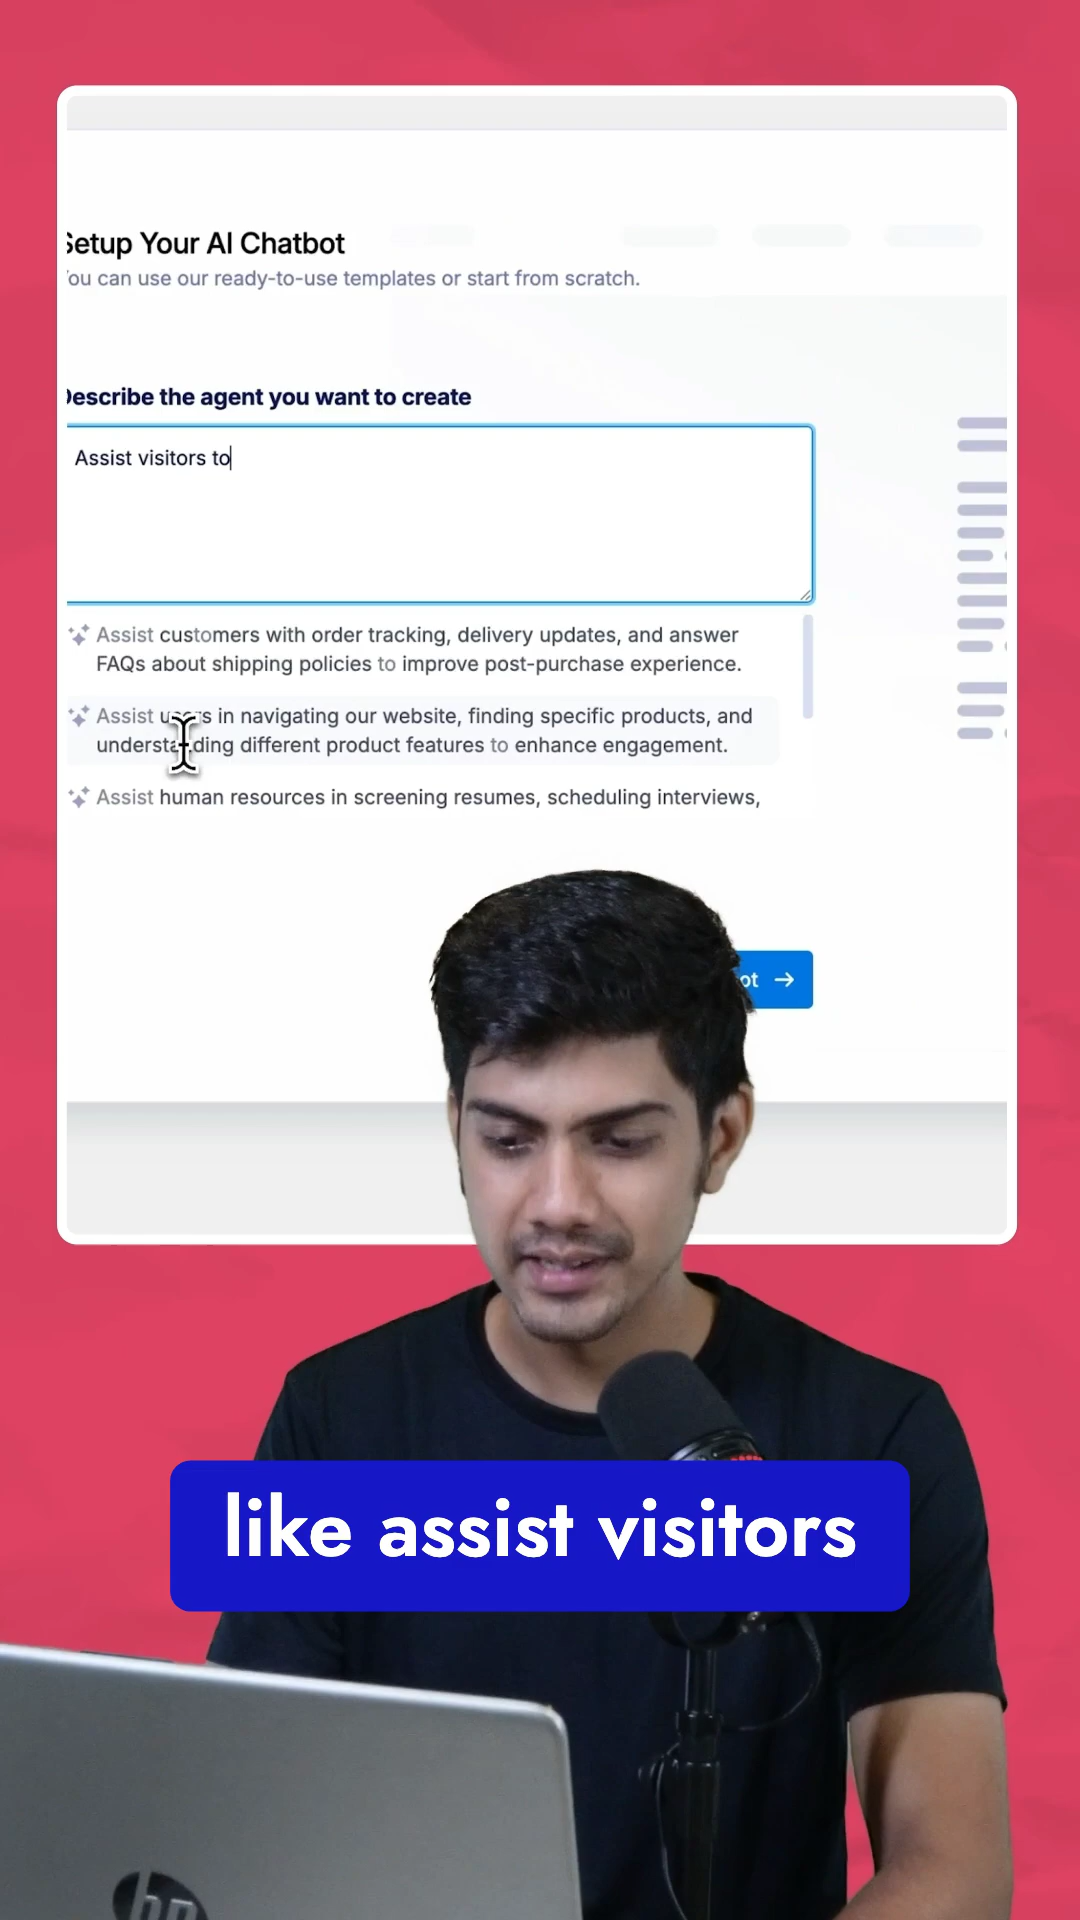 Setup Your AI Chatbot
You can use our ready-to-use templates or start from scratch.
Describe the agent you want to create
Assist visitors to
Assist customers with order tracking, delivery updates, and answer
FAQs about shipping policies to improve post-purchase experience.
Assist users in navigating our website, finding specific products, and
understanding different product features to enhance engagement.
Assist human resources in screening resumes, scheduling interviews,
ot
like assist visitors
hp